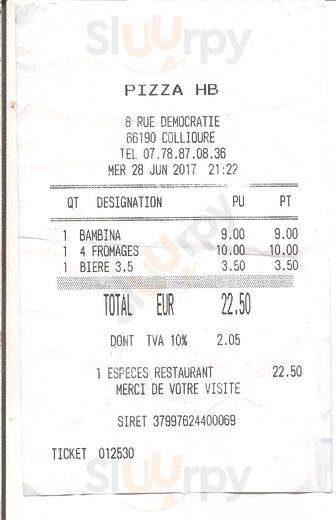 Sluurpy
PIZZA HB
8 RUE DEMOCRATIE
66190 COLLIOURE
TEL 07.78.87.08.36
MER 28 JUN 2017 21:22
QT DESIGNATION PU PT
1 BAMBINA 9.00 9.00
1 4 FROMAGES 10.00 10.00
1 BIERE 3.5 3.50 3.50
TOTAL EUR 22.50
DONT TVA 10% 2.05
1 ESPECES RESTAURANT 22.50
MERCI DE VOTRE VISITE
SIRET 37997624400069
TICKET 012530
Sluurpy